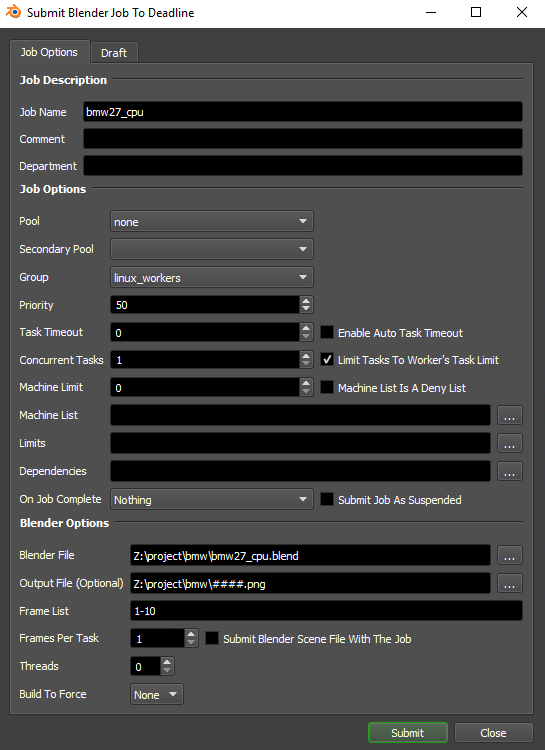 Submit Blender Job To Deadline
Job Options Draft
Job Description
Job Name bmw27_cpu
Comment
Department
Job Options
Pool none
Secondary Pool
Group linux_workers
Priority 50
Task Timeout 0 Enable Auto Task Timeout
Concurrent Tasks 1 Limit Tasks To Worker's Task Limit
Machine Limit 0 Machine List Is A Deny List
Machine List ...
Limits ...
Dependencies ...
On Job Complete Nothing Submit Job As Suspended
Blender Options
Blender File Z:\project\bmw\bmw27_cpu.blend ...
Output File (Optional) Z:\project\bmw\####.png ...
Frame List 1-10
Frames Per Task 1 Submit Blender Scene File With The Job
Threads 0
Build To Force None
Submit Close